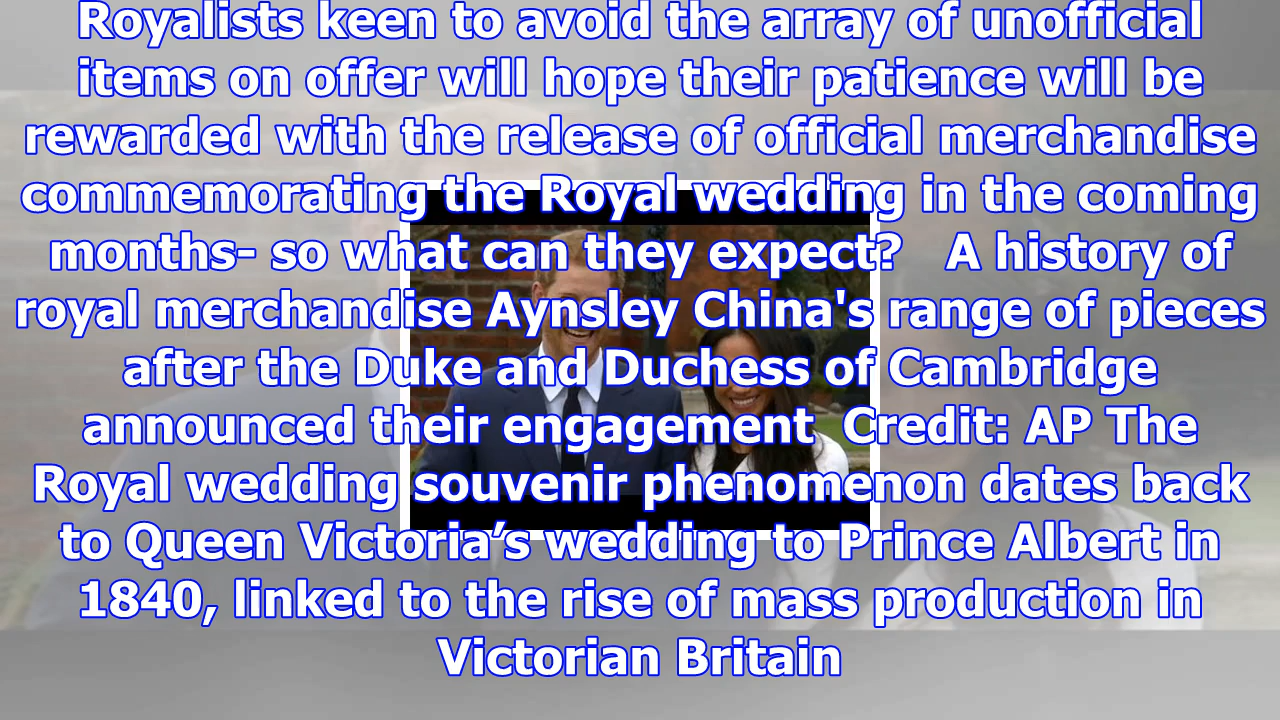 Royalists keen to avoid the array of unofficial
items on offer will hope their patience will be
rewarded with the release of official merchandise
commemorating the Royal wedding in the coming
months- so what can they expect?   A history of
royal merchandise Aynsley China's range of pieces
after the Duke and Duchess of Cambridge
announced their engagement  Credit: AP The
Royal wedding souvenir phenomenon dates back
to Queen Victoria’s wedding to Prince Albert in
1840, linked to the rise of mass production in
Victorian Britain